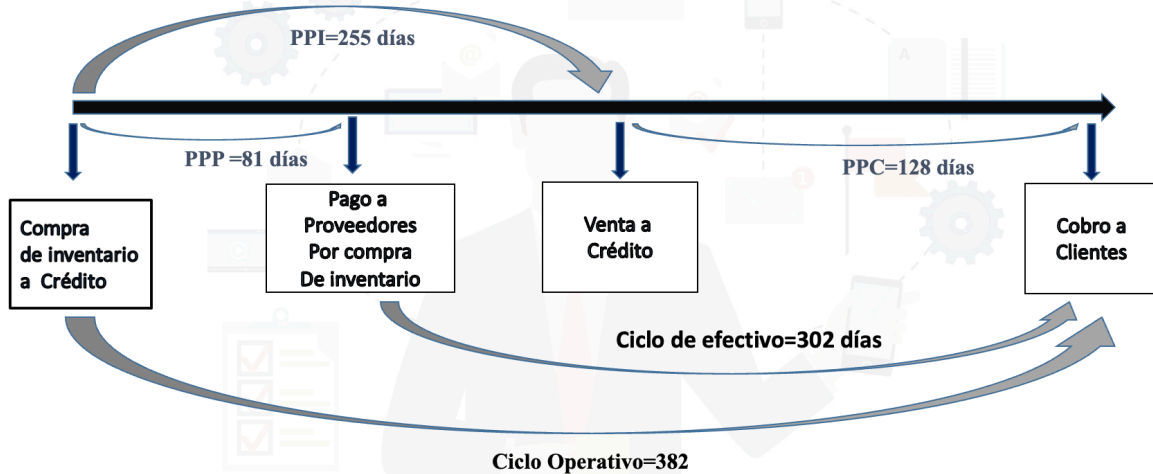 PPI=255 días
PPP =81 días
PPC=128 días
Compra
de inventario
a Crédito
Pago a
Proveedores
Por compra
De inventario
Venta a
Crédito
Cobro a
Clientes
Ciclo de efectivo=302 días
Ciclo Operativo=382
A
1